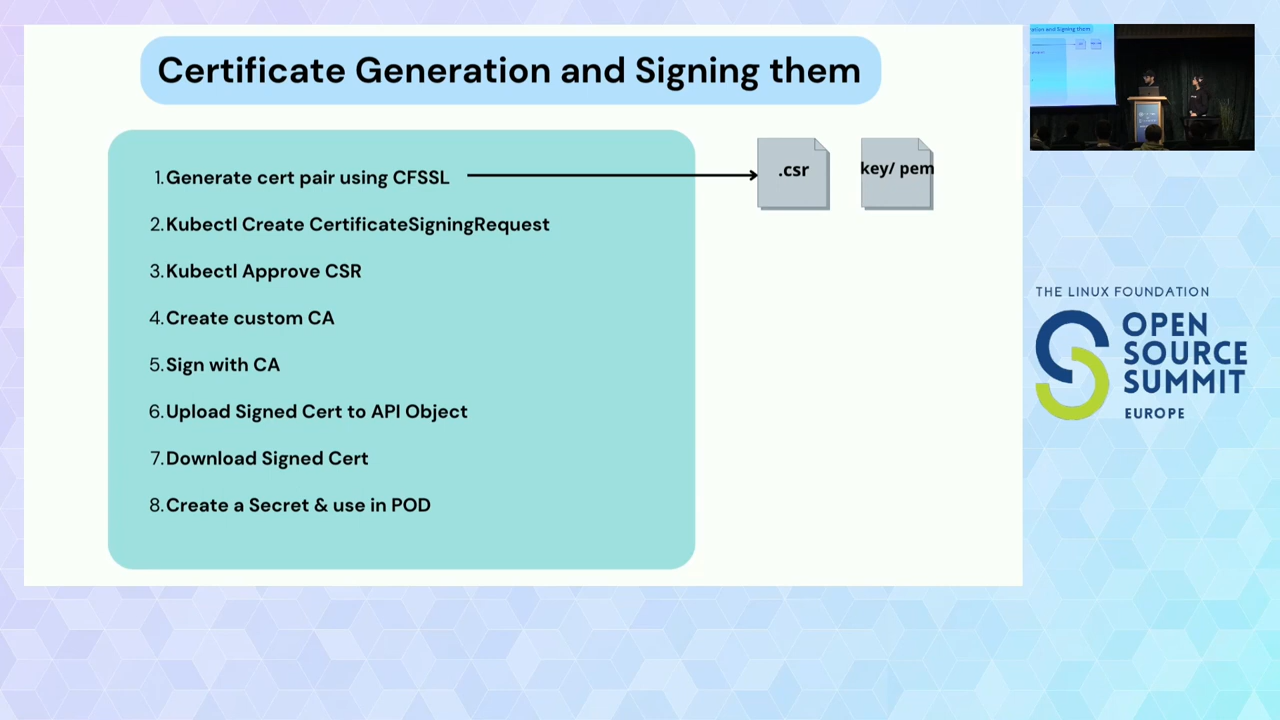 Certificate Generation and Signing them
1. Generate cert pair using CFSSL
2. Kubectl Create CertificateSigningRequest
3. Kubectl Approve CSR
4. Create custom CA
5. Sign with CA
6. Upload Signed Cert to API Object
7. Download Signed Cert
8. Create a Secret & use in POD
.csr
key/ pem
THE LINUX FOUNDATION
OPEN
SOURCE
SUMMIT
EUROPE